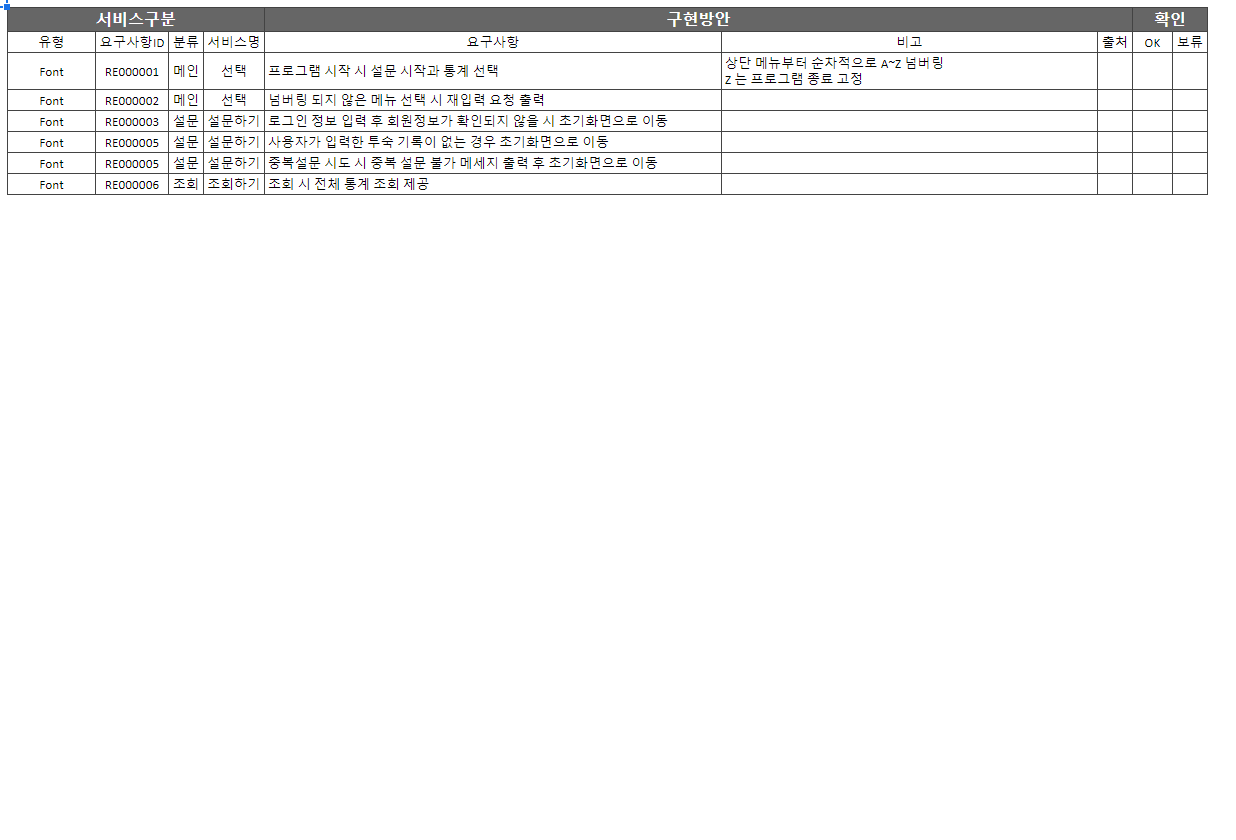 서비스구분 구현방안 확인
유형 요구사항ID 분류 서비스명 요구사항 비고 출처 OK 보류
Font RE000001 메인 선택 프로그램 시작 시 설문 시작과 통계 선택 상단 메뉴부터 순차적으로 A~Z 넘버링
Z 는 프로그램 종료 고정
Font RE000002 메인 선택 넘버링 되지 않은 메뉴 선택 시 재입력 요청 출력
Font RE000003 설문 설문하기 로그인 정보 입력 후 회원정보가 확인되지 않을 시 초기화면으로 이동
Font RE000005 설문 설문하기 사용자가 입력한 투숙 기록이 없는 경우 초기화면으로 이동
Font RE000005 설문 설문하기 중복설문 시도 시 중복 설문 불가 메세지 출력 후 초기화면으로 이동
Font RE000006 조회 조회하기 조회 시 전체 통계 조회 제공